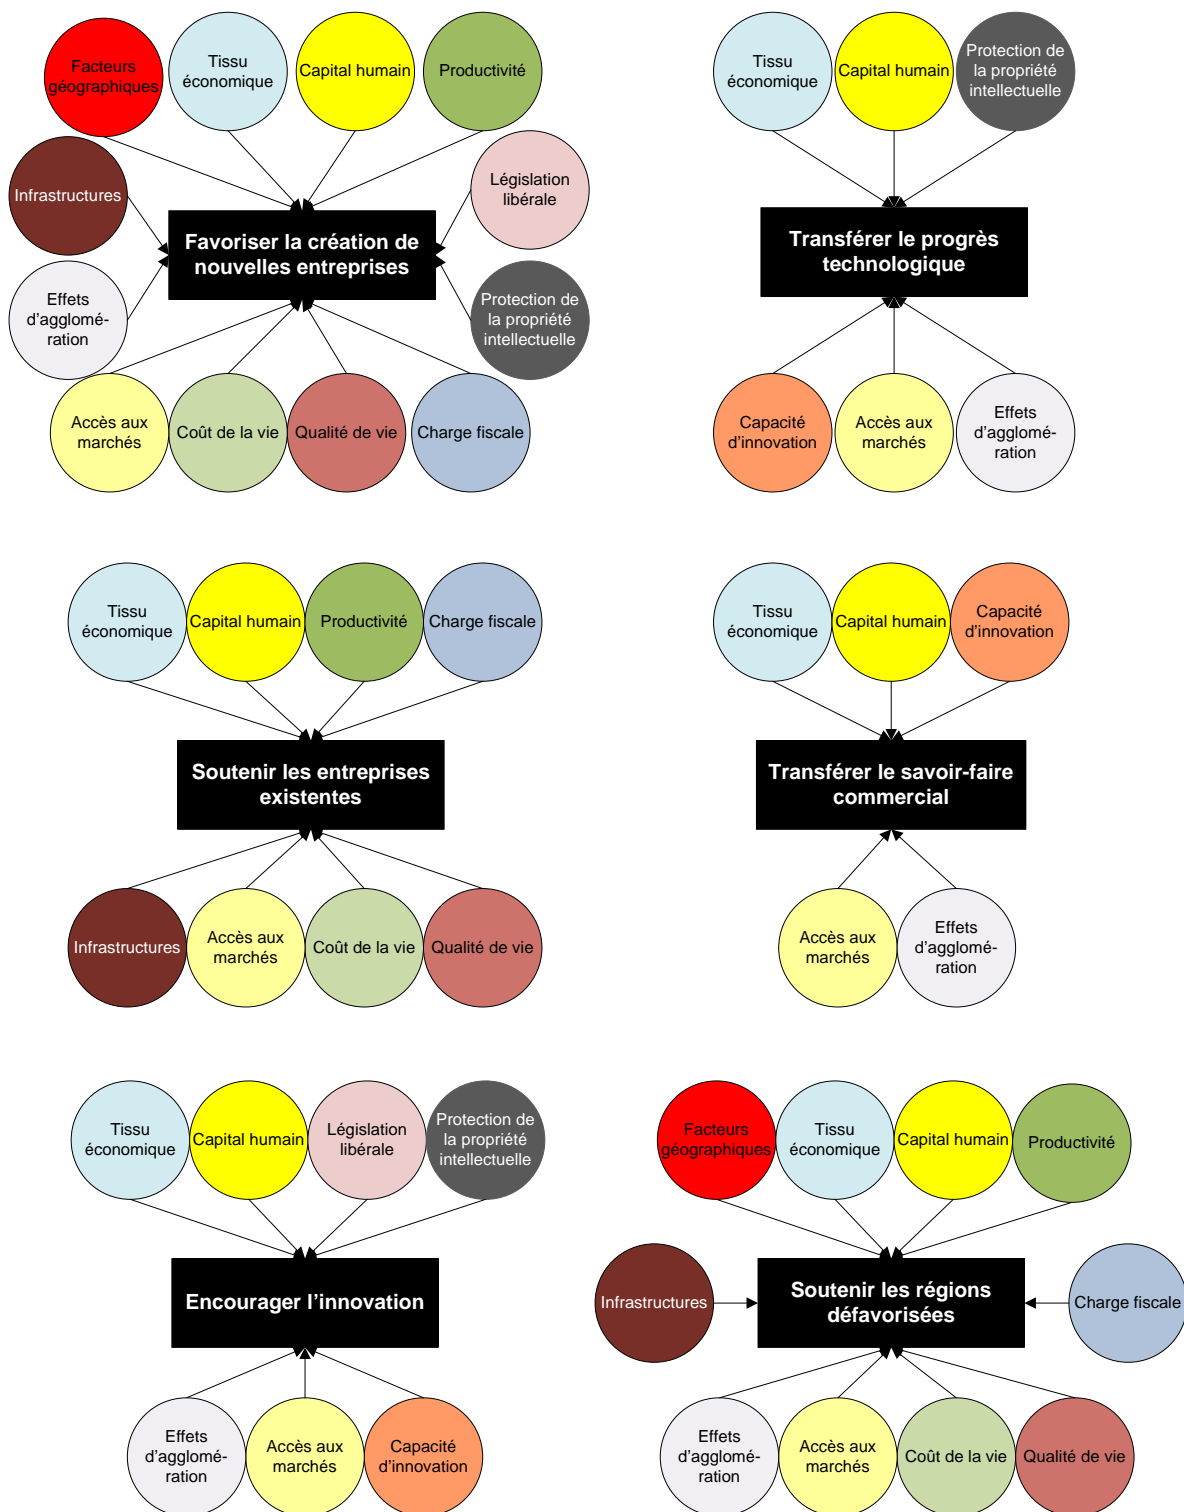 Facteurs
géographiques
Tissu
économique
Capital humain
Productivité
Infrastructures
Législation
libérale
Favoriser la création de
nouvelles entreprises
Effets
d'agglomé-
ration
Protection de
la propriété
intellectuelle
Accès aux
marchés
Coût de la vie
Qualité de vie
Charge fiscale
Tissu
économique
Capital humain
Protection de
la propriété
intellectuelle
Transférer le progrès
technologique
Capacité
d'innovation
Accès aux
marchés
Effets
d'agglomé-
ration
Tissu
économique
Capital humain
Productivité
Charge fiscale
Soutenir les entreprises
existentes
Infrastructures
Accès aux
marchés
Coût de la vie
Qualité de vie
Tissu
économique
Capital humain
Capacité
d'innovation
Transférer le savoir-faire
commercial
Accès aux
marchés
Effets
d'agglomé-
ration
Tissu
économique
Capital humain
Législation
libérale
Protection de
la propriété
intellectuelle
Encourager l'innovation
Effets
d'agglomé-
ration
Accès aux
marchés
Capacité
d'innovation
Facteurs
géographiques
Tissu
économique
Capital humain
Productivité
Infrastructures
Soutenir les régions
défavorisées
Charge fiscale
Effets
d'agglomé-
ration
Accès aux
marchés
Coût de la vie
Qualité de vie